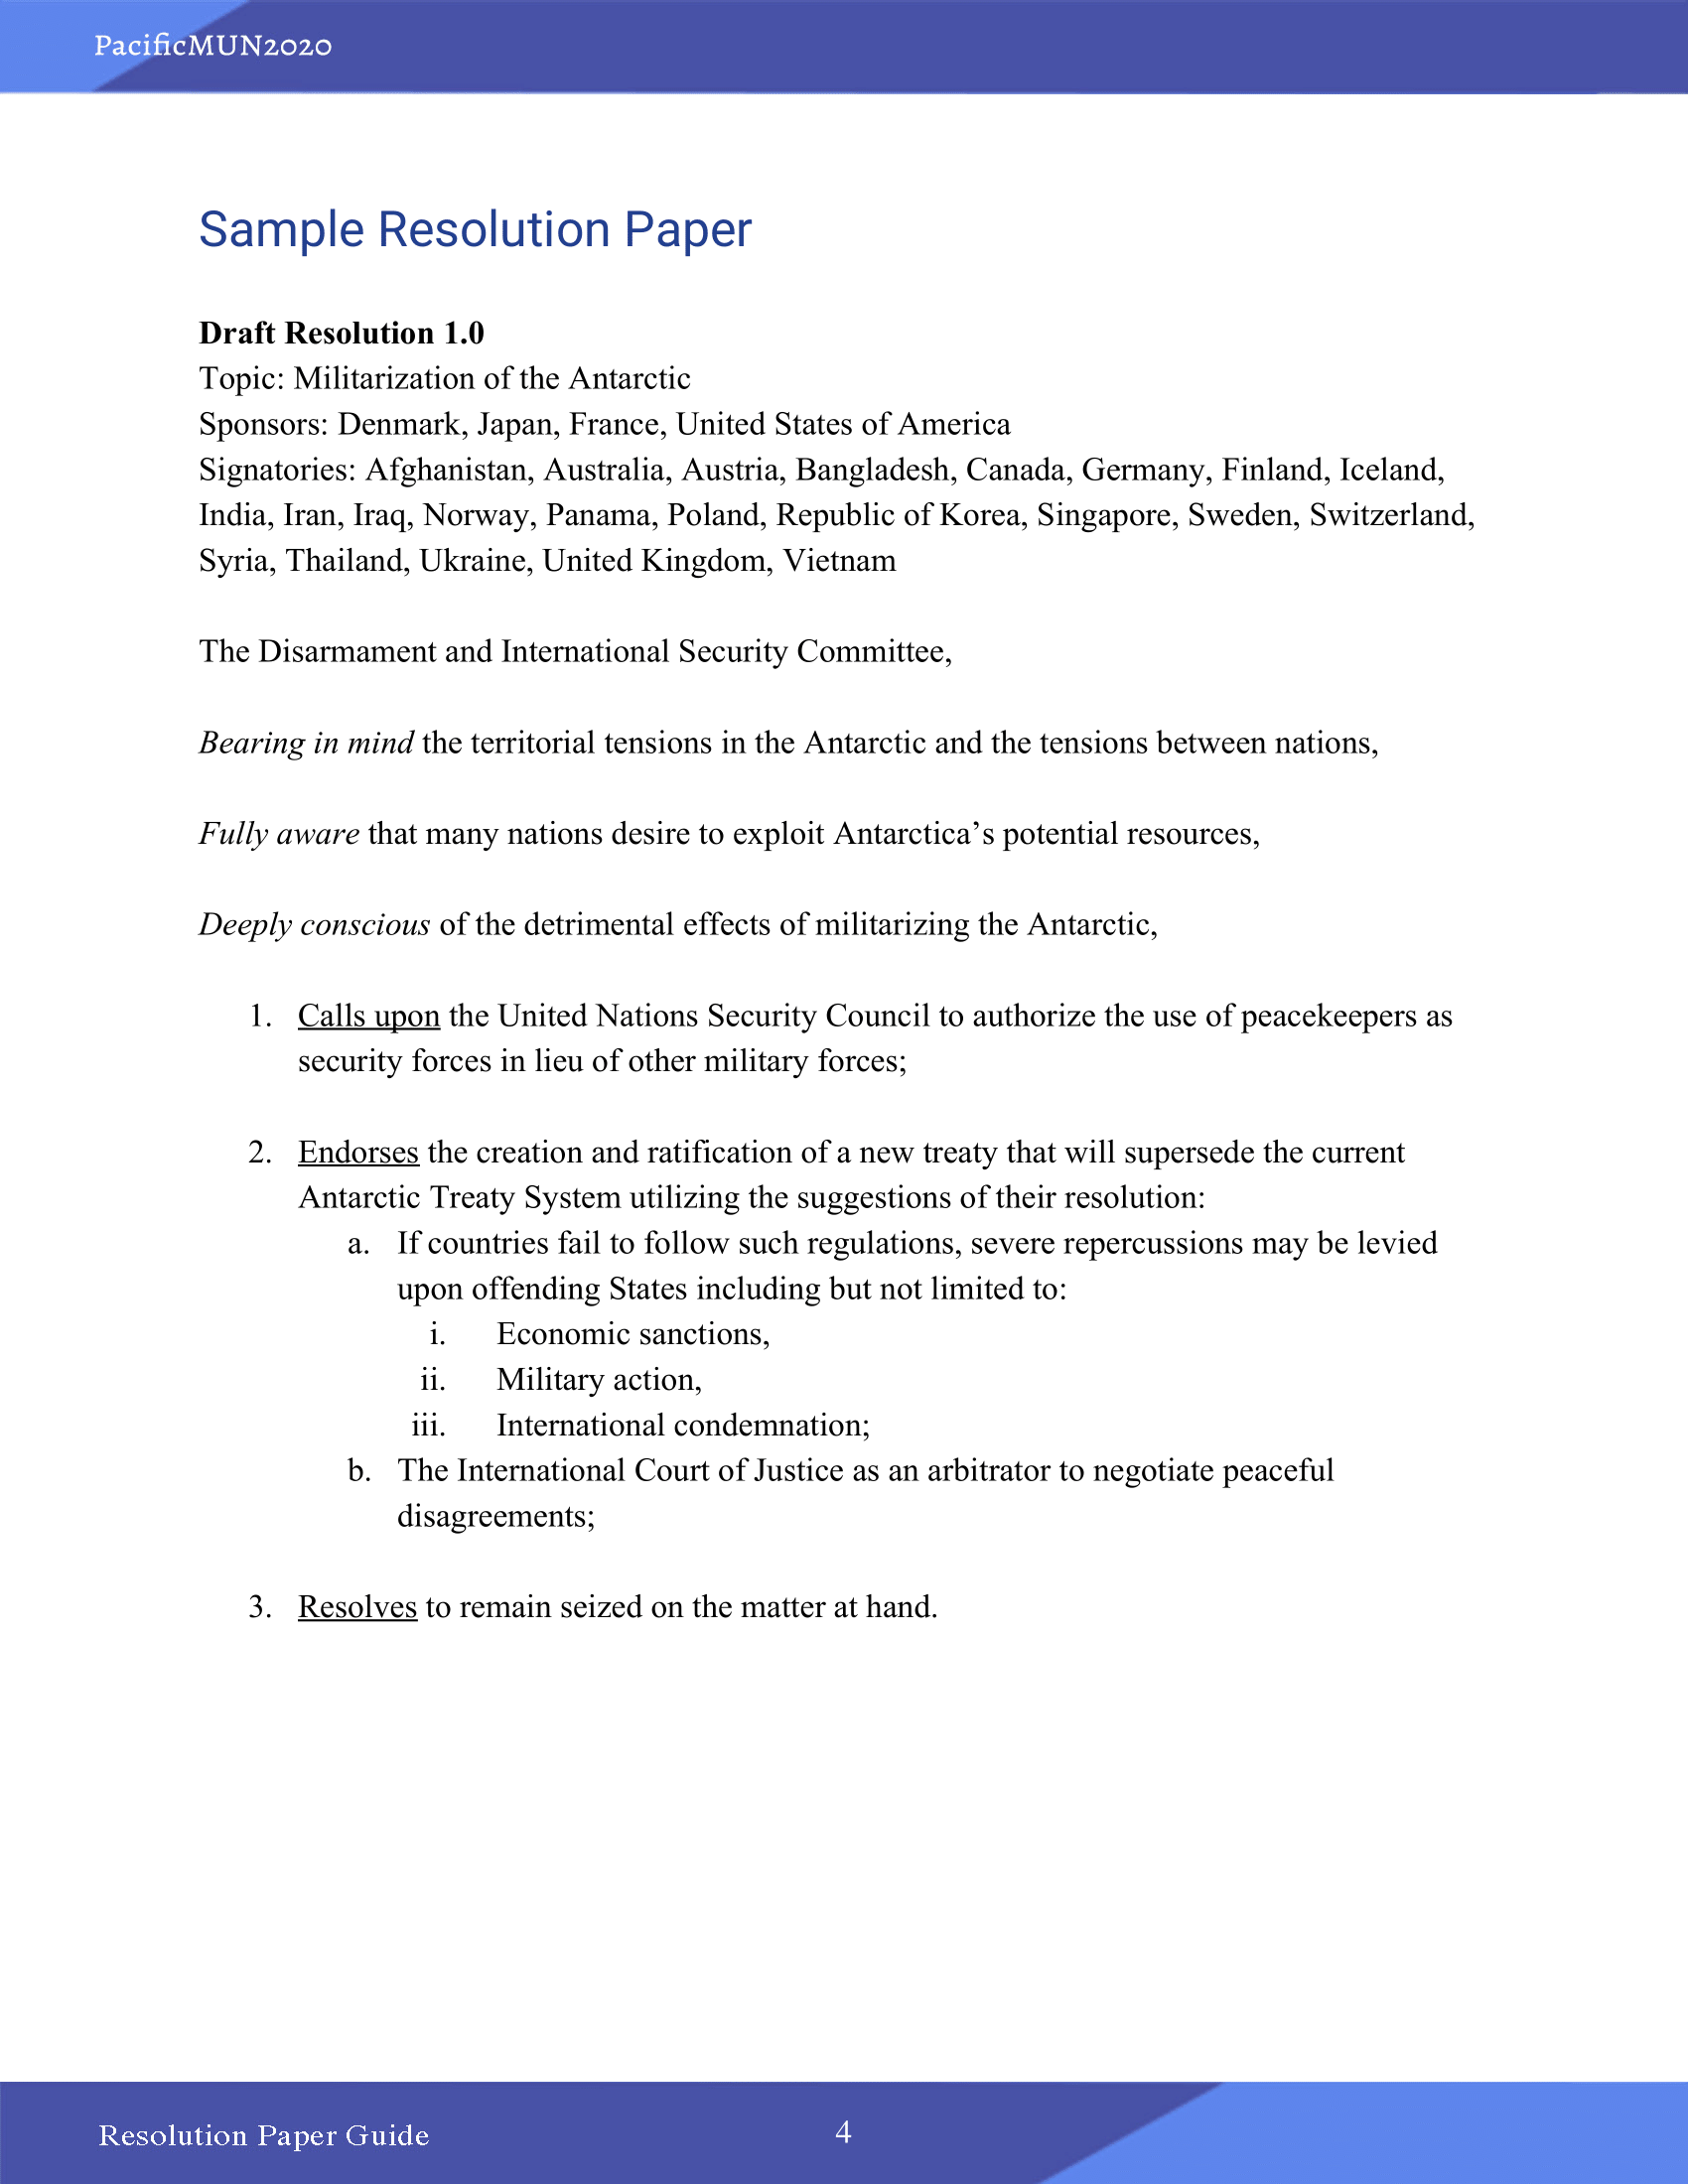 PacificMUN2020
Sample Resolution Paper
Draft Resolution 1.0
Topic: Militarization of the Antarctic
Sponsors: Denmark, Japan, France, United States of America
Signatories: Afghanistan, Australia, Austria, Bangladesh, Canada, Germany, Finland, Iceland,
India, Iran, Iraq, Norway, Panama, Poland, Republic of Korea, Singapore, Sweden, Switzerland,
Syria, Thailand, Ukraine, United Kingdom, Vietnam
The Disarmament and International Security Committee,
Bearing in mind the territorial tensions in the Antarctic and the tensions between nations,
Fully aware that many nations desire to exploit Antarctica’s potential resources,
Deeply conscious of the detrimental effects of militarizing the Antarctic,
1. Calls upon the United Nations Security Council to authorize the use of peacekeepers as
security forces in lieu of other military forces;
2. Endorses the creation and ratification of a new treaty that will supersede the current
Antarctic Treaty System utilizing the suggestions of their resolution:
a. If countries fail to follow such regulations, severe repercussions may be levied
upon offending States including but not limited to:
i. Economic sanctions,
ii. Military action,
iii. International condemnation;
b. The International Court of Justice as an arbitrator to negotiate peaceful
disagreements;
3. Resolves to remain seized on the matter at hand.
Resolution Paper Guide
4